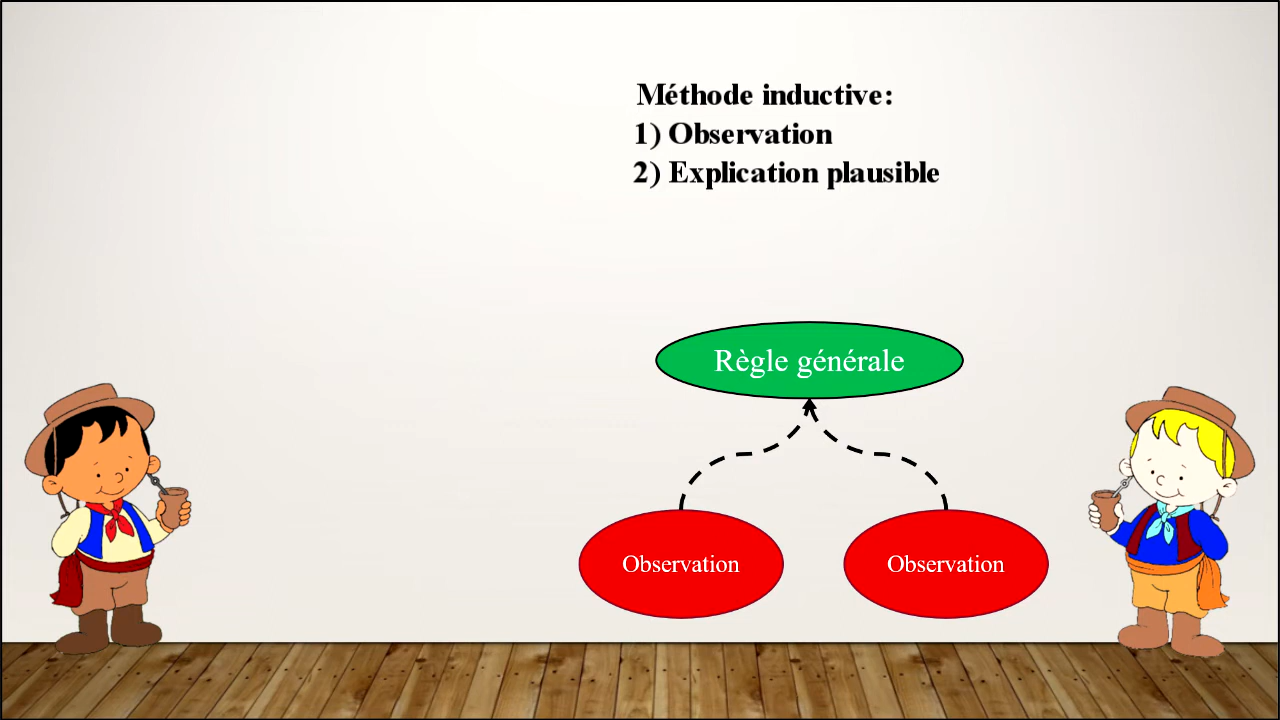 Méthode inductive:
1) Observation
2) Explication plausible
Règle générale
Observation
Observation